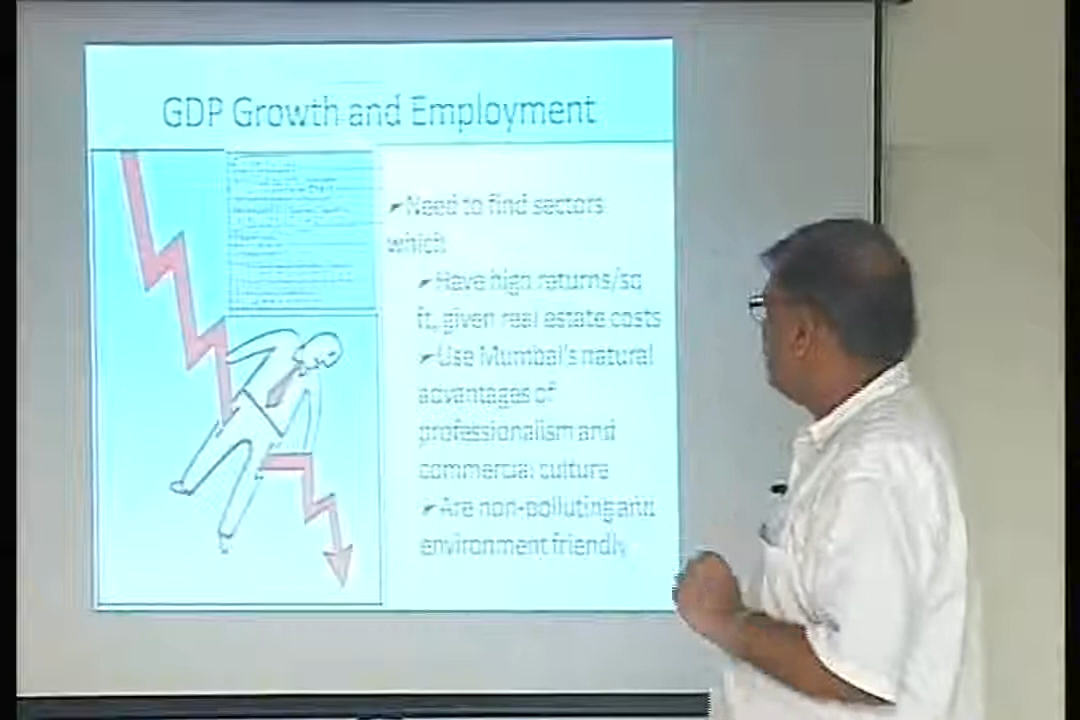 GDP Growth and Employment
Need to find sectors
which
Have high returns/sq
ft, given real estate costs
Use Mumbai's natural
advantages of
professionalism and
commercial culture
Are non-polluting and
environment friendly